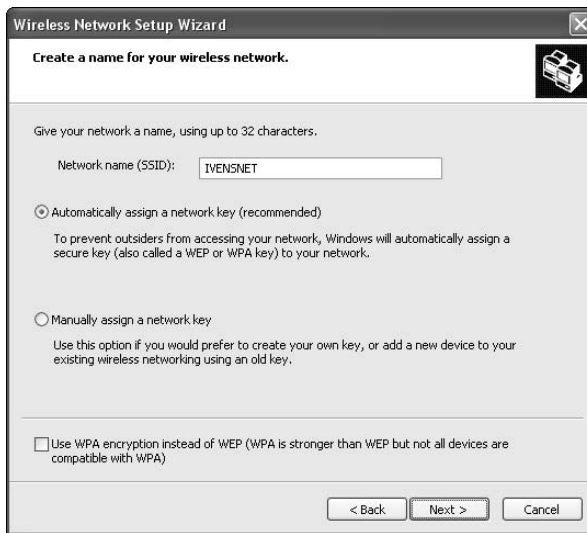 Wireless Network Setup Wizard
Create a name for your wireless network.
Give your network a name, using up to 32 characters.
Network name (SSID): IVENSNET
Automatically assign a network key (recommended)
To prevent outsiders from accessing your network, Windows will automatically assign a
secure key (also called a WEP or WPA key) to your network.
Manually assign a network key
Use this option if you would prefer to create your own key, or add a new device to your
existing wireless networking using an old key.
Use WPA encryption instead of WEP (WPA is stronger than WEP but not all devices are
compatible with WPA)
< Back Next > Cancel